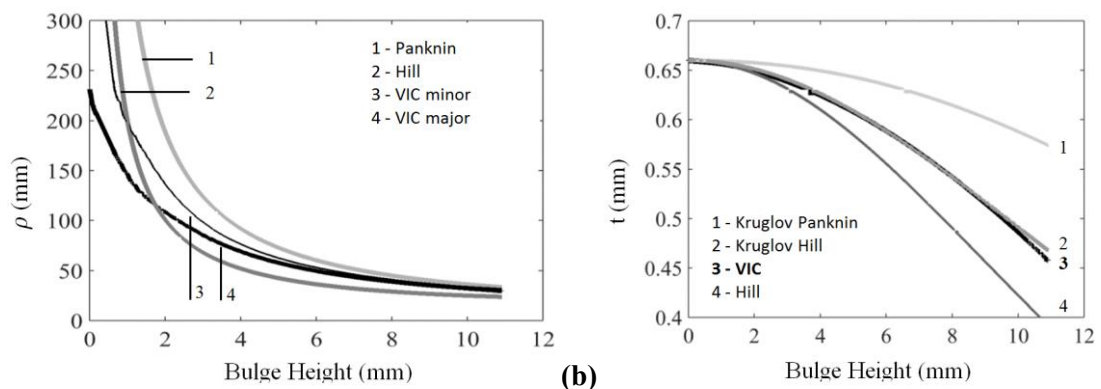 300
250
200
150
100
50
0
ρ (mm)
1 - Panknin
2 - Hill
3 - VIC minor
4 - VIC major
1
2
3
4
0 2 4 6 8 10 12
Bulge Height (mm)
(b)
0.7
0.65
0.6
0.55
0.5
0.45
0.4
t (mm)
1 - Kruglov Panknin
2 - Kruglov Hill
3 - VIC
4 - Hill
1
2
3
4
0 2 4 6 8 10 12
Bulge Height (mm)